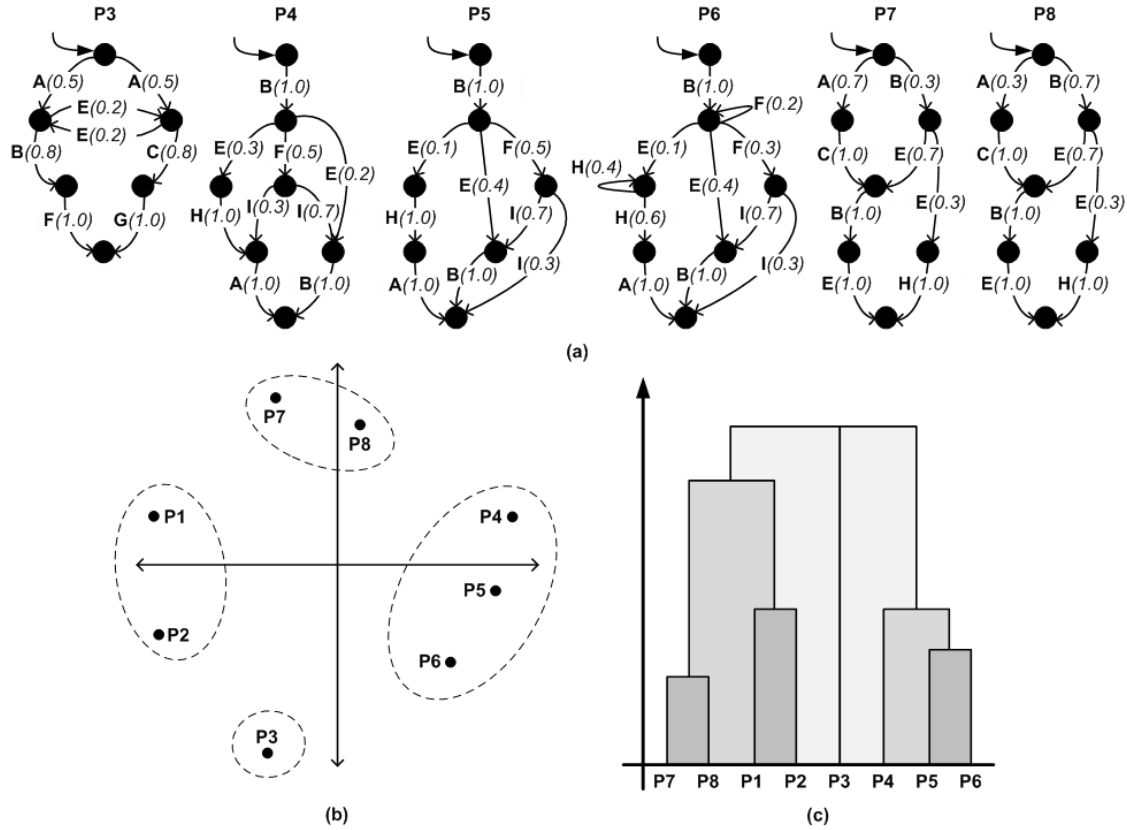 P3 P4 P5 P6 P7 P8
B(1.0) B(1.0) B(1.0)
A(0.5) A(0.5) A(0.7) B(0.3) A(0.3) B(0.7)
E(0.2) F(0.2)
E(0.2)
B(0.8) C(0.8) E(0.3) F(0.5) E(0.1) F(0.5) E(0.1) F(0.3) C(1.0) E(0.7) C(1.0) E(0.7)
E(0.2) H(0.4)
E(0.4) E(0.4)
F(1.0) G(1.0) H(1.0) I(0.3) I(0.7) H(1.0) I(0.7) H(0.6) I(0.7) B(1.0) E(0.3) B(1.0) E(0.3)
I(0.3) I(0.3)
A(1.0) B(1.0) A(1.0) B(1.0) A(1.0) B(1.0) E(1.0) H(1.0) E(1.0) H(1.0)
(a)
P7
P8
P1
P4
P5
P2
P6
P3
P7 P8 P1 P2 P3 P4 P5 P6
(b) (c)